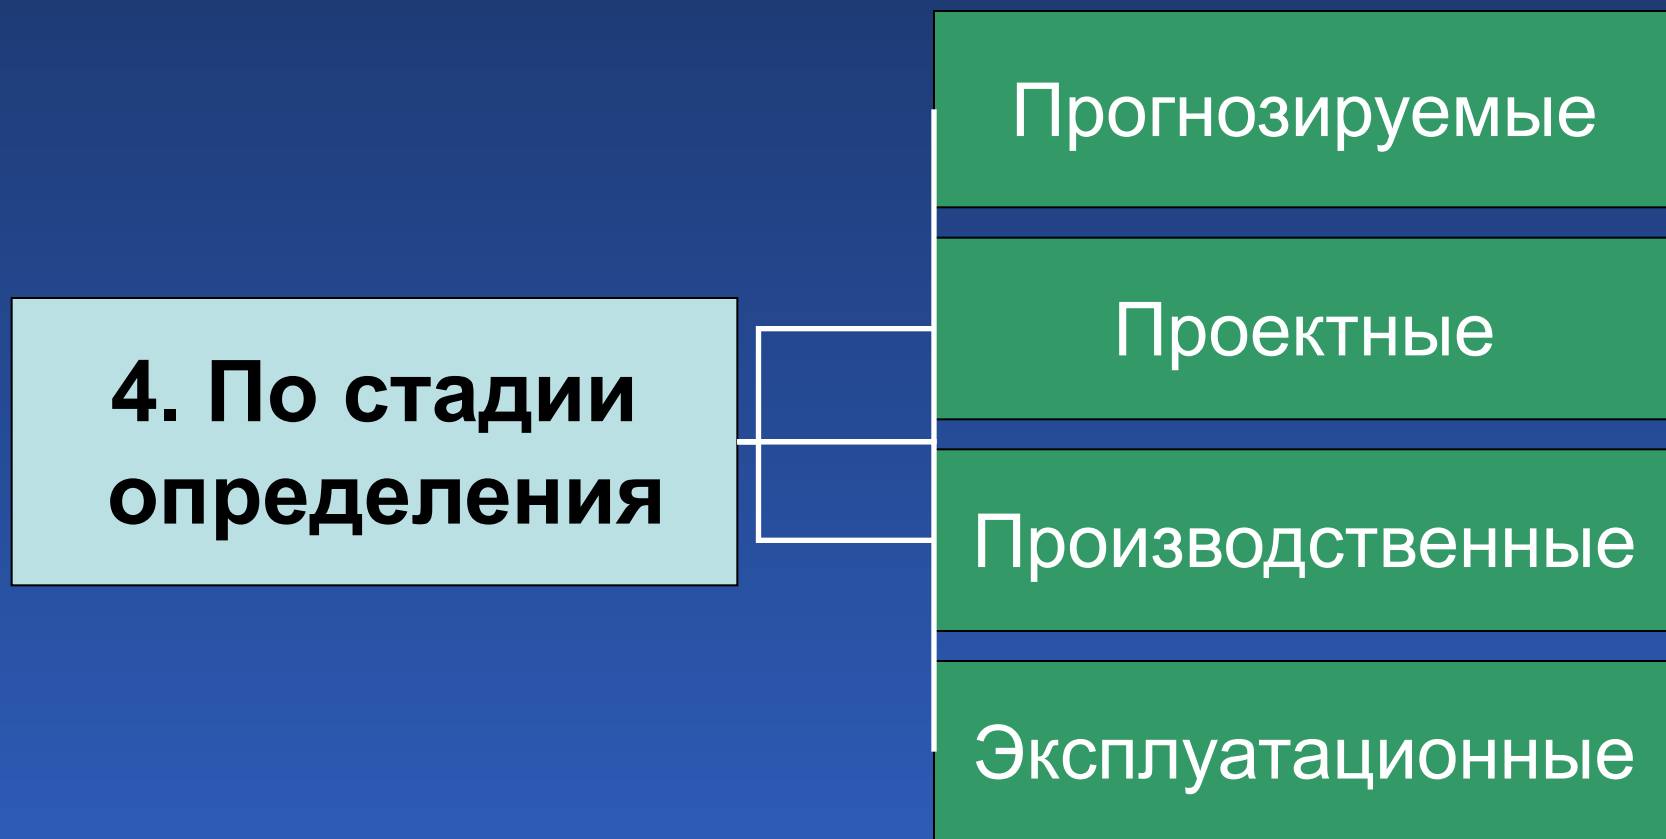 4. По стадии
определения
Прогнозируемые
Проектные
Производственные
Эксплуатационные